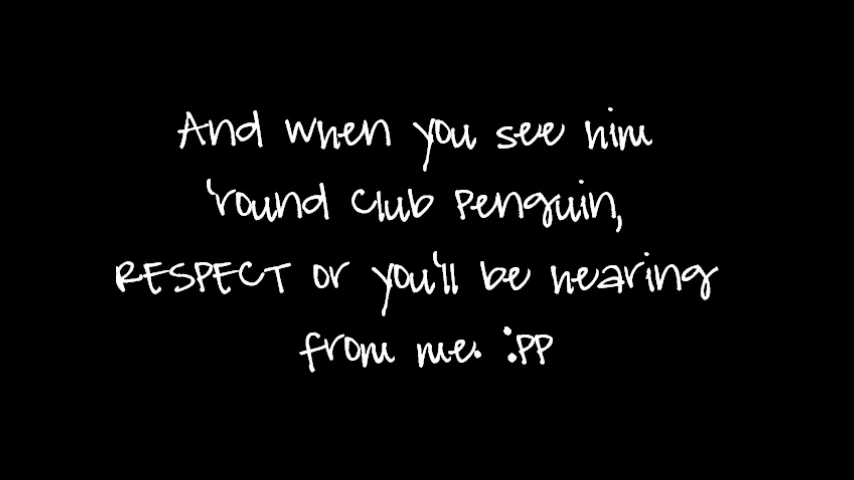 And when you see him
'round Club Penguin,
RESPECT or you'll be hearing
from me. :PP